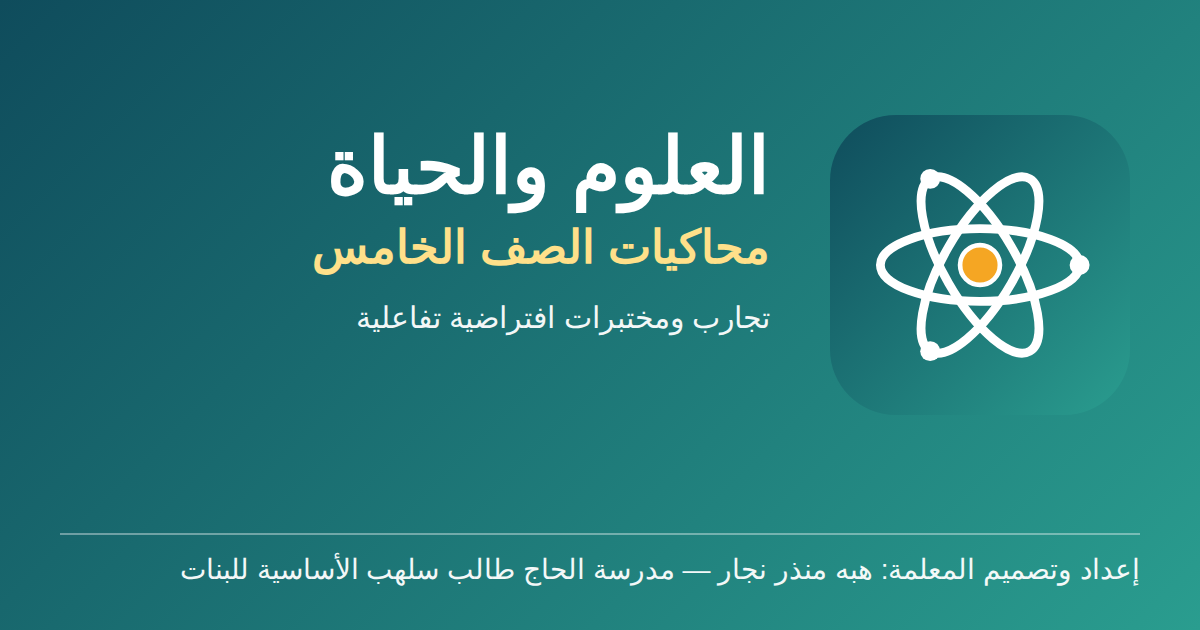 العلوم والحياة
محاكيات الصف الخامس
تجارب ومختبرات افتراضية تفاعلية
إعداد وتصميم المعلمة: هبه منذر نجار — مدرسة الحاج طالب سلهب الأساسية للبنات